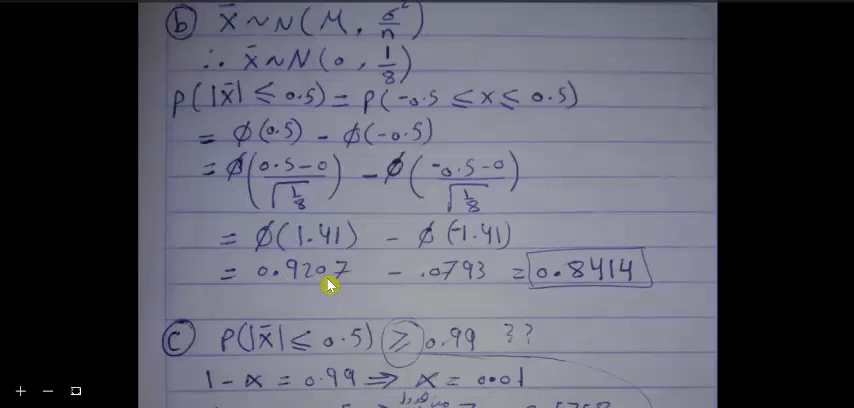 (b) x̄ ~ N(M, σ²/n)
∴ x̄ ~ N(0, 1/8)
P(|x̄| ≤ 0.5) = P(-0.5 ≤ x ≤ 0.5)
= ϕ(0.5) - ϕ(-0.5)
= ϕ((0.5-0)/√(1/8)) - ϕ((-0.5-0)/√(1/8))
= ϕ(1.41) - ϕ(-1.41)
= 0.9207 - .0793 = 0.8414
(c) P(|x̄| ≤ 0.5) ≥ 0.99 ??
1-α = 0.99 ⇒ α = 0.01